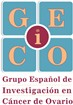 G E
i
C O
Grupo Español de
Investigación en
Cáncer de Ovario